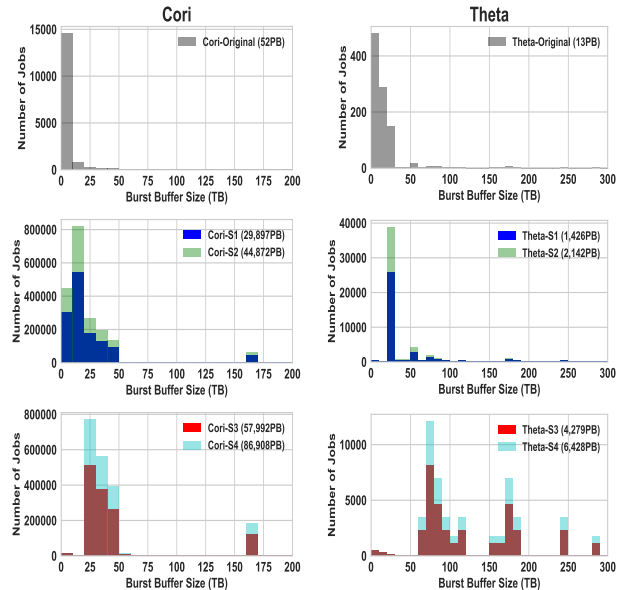 Cori
Theta
15000
10000
5000
0
Number of Jobs
Cori-Original (52PB)
0 25 50 75 100 125 150 175 200
Burst Buffer Size (TB)
400
200
0
Number of Jobs
Theta-Original (13PB)
0 50 100 150 200 250 300
Burst Buffer Size (TB)
800000
600000
400000
200000
0
Number of Jobs
Cori-S1 (29,897PB)
Cori-S2 (44,872PB)
0 25 50 75 100 125 150 175 200
Burst Buffer Size (TB)
40000
30000
20000
10000
0
Number of Jobs
Theta-S1 (1,426PB)
Theta-S2 (2,142PB)
0 50 100 150 200 250 300
Burst Buffer Size (TB)
800000
600000
400000
200000
0
Number of Jobs
Cori-S3 (57,992PB)
Cori-S4 (86,908PB)
0 25 50 75 100 125 150 175 200
Burst Buffer Size (TB)
10000
5000
0
Number of Jobs
Theta-S3 (4,279PB)
Theta-S4 (6,428PB)
0 50 100 150 200 250 300
Burst Buffer Size (TB)